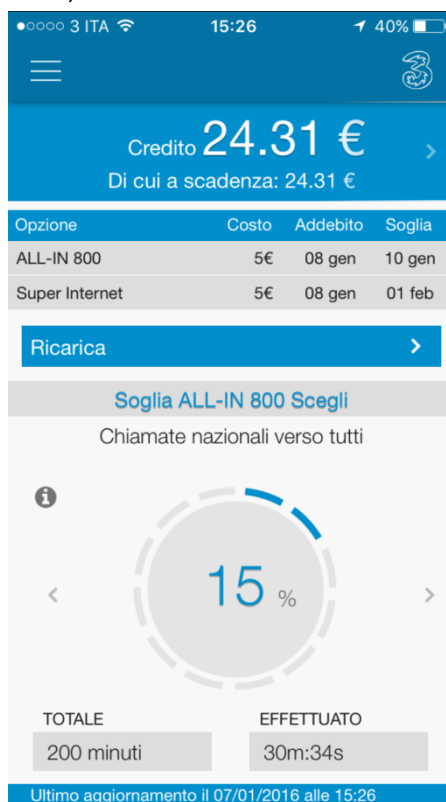 3 ITA 15:26 40%
3
Credito 24.31 €
Di cui a scadenza: 24.31 €
Opzione Costo Addebito Soglia
ALL-IN 800 5€ 08 gen 10 gen
Super Internet 5€ 08 gen 01 feb
Ricarica
Soglia ALL-IN 800 Scegli
Chiamate nazionali verso tutti
15 %
TOTALE EFFETTUATO
200 minuti 30m:34s
Ultimo aggiornamento il 07/01/2016 alle 15:26